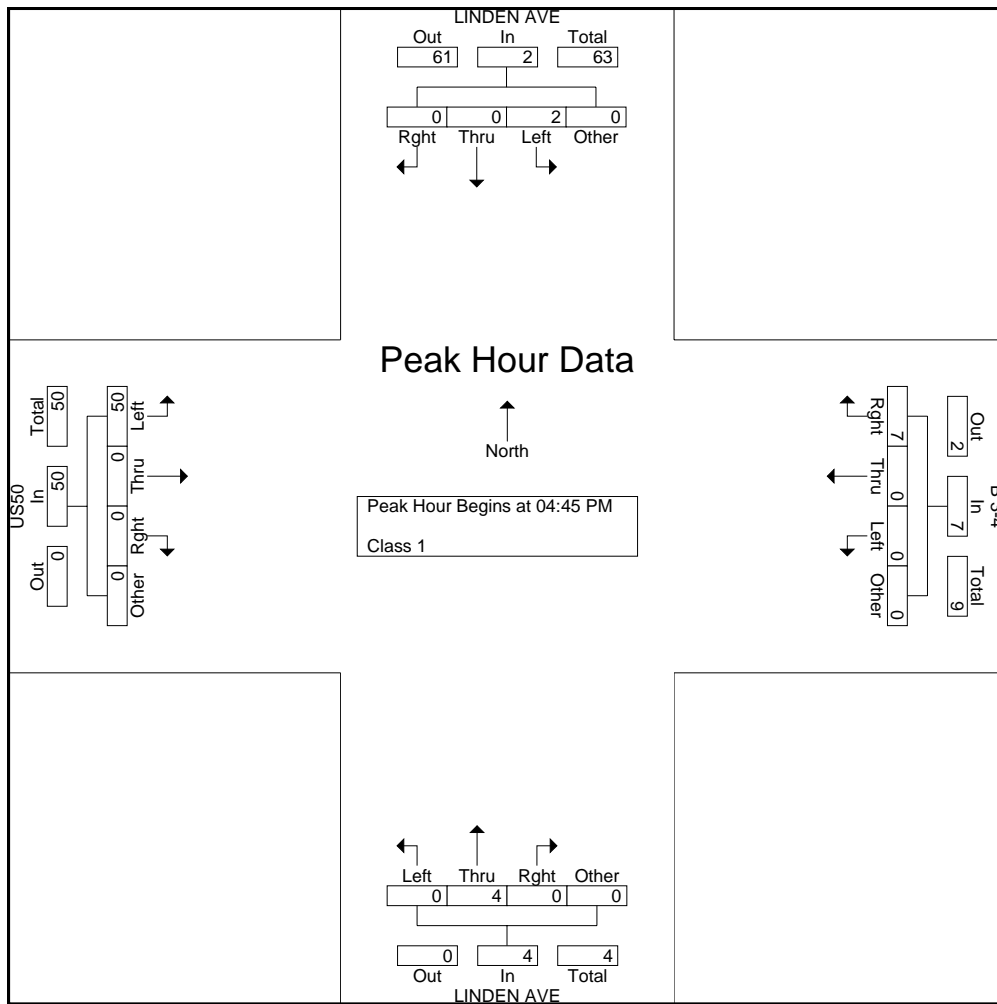 LINDEN AVE
Out In Total
61 2 63
0 0 2 0
Rght Thru Left Other
Peak Hour Data
North
Peak Hour Begins at 04:45 PM
Class 1
US50
Out In Total
0 50 50
50 0 0 0
Left Thru Rght Other
Rght Thru Left Other
7 0 0 0
Out In Total
2 7 9
Left Thru Rght Other
0 4 0 0
0 4 4
Out In Total
LINDEN AVE